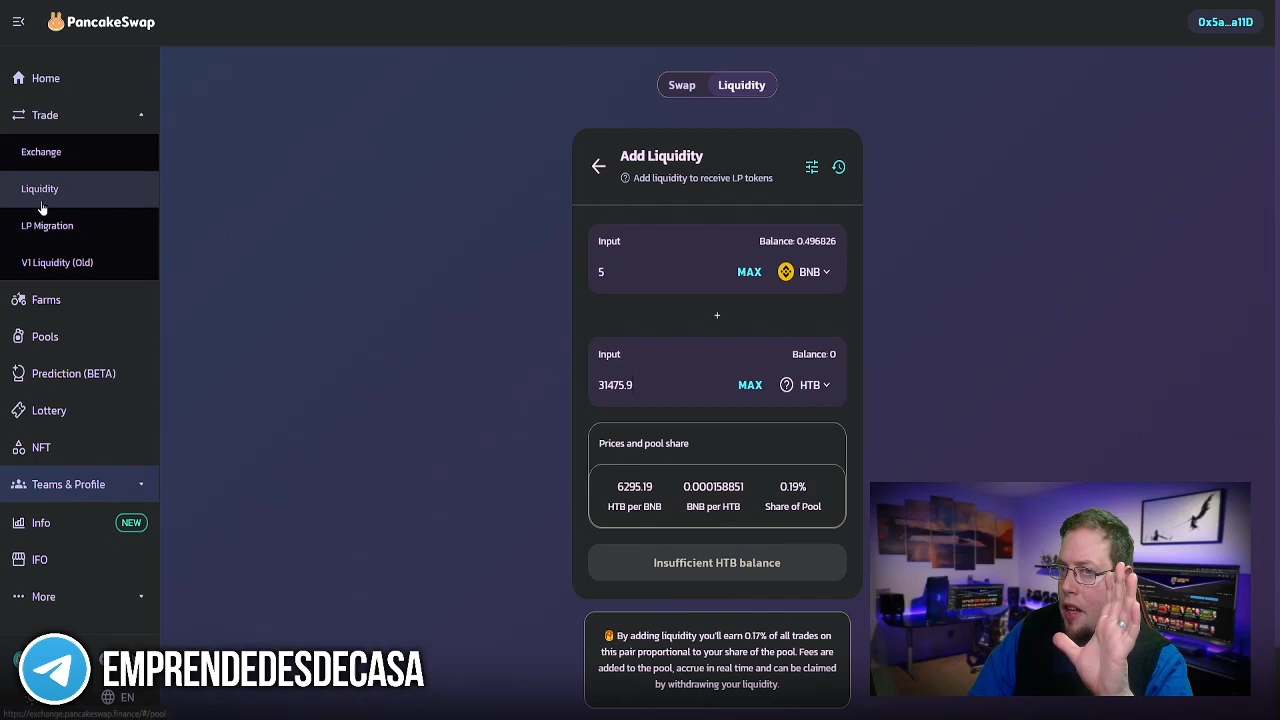 PancakeSwap
0x5a...a11D
Home
Trade
Exchange
Liquidity
LP Migration
V1 Liquidity (Old)
Farms
Pools
Prediction (BETA)
Lottery
NFT
Teams & Profile
Info
NEW
IFO
More
EN
https://exchange.pancakeswap.finance/#/pool
Swap
Liquidity
Add Liquidity
Add liquidity to receive LP tokens
Input
Balance: 0.496826
5
MAX
BNB
+
Input
Balance: 0
31475.9
MAX
HTB
Prices and pool share
6295.19
0.000158851
0.19%
HTB per BNB
BNB per HTB
Share of Pool
Insufficient HTB balance
By adding liquidity you'll earn 0.17% of all trades on
this pair proportional to your share of the pool. Fees are
added to the pool, accrue in real time and can be claimed
by withdrawing your liquidity.
EMPRENDEDESDECASA